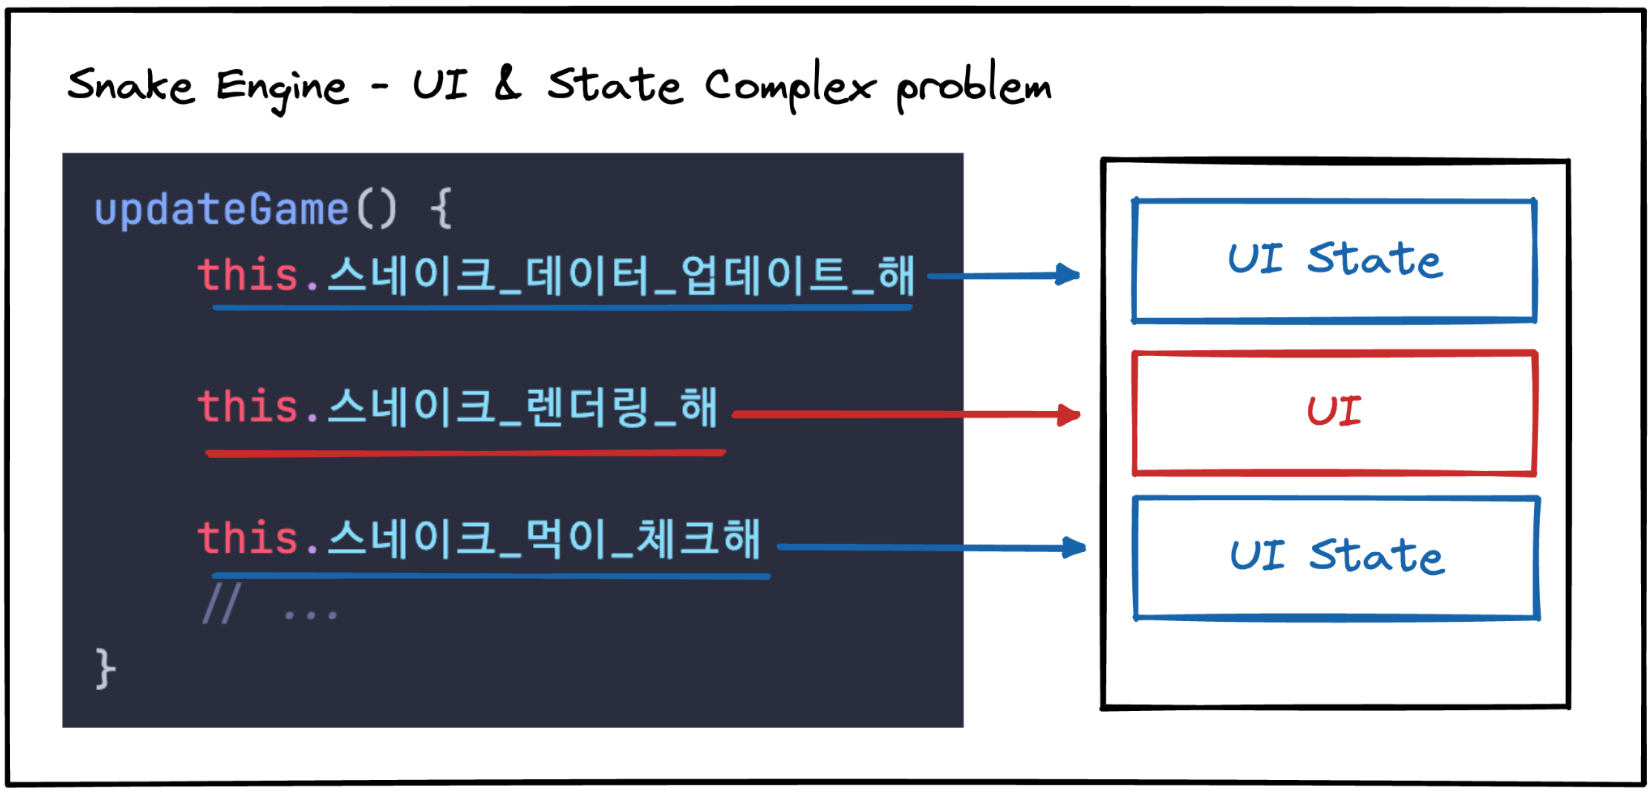 Snake Engine - UI & State Complex problem
updateGame() {
this.스네이크_데이터_업데이트_해
UI State
this.스네이크_렌더링_해
UI
this.스네이크_먹이_체크해
UI State
// ...
}